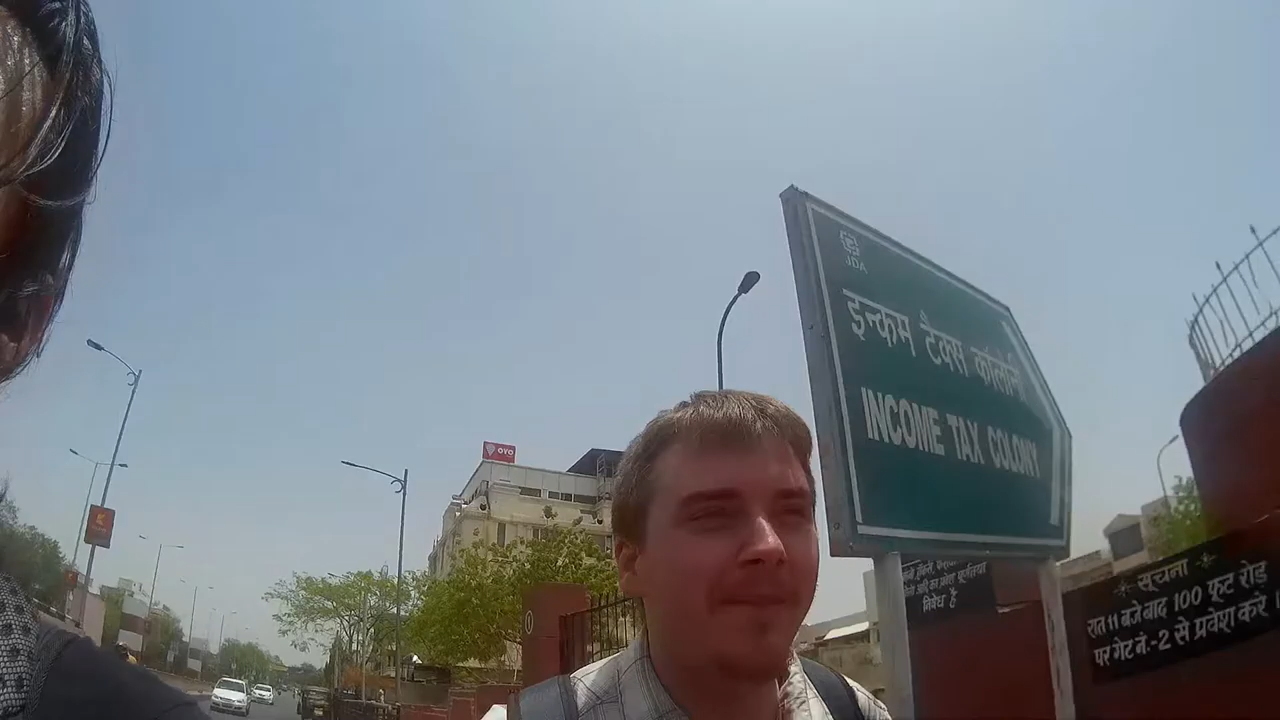 OYO
JDA
इन्कम टैक्स कॉलोनी
INCOME TAX COLONY
निषेध है
सूचना
रात 11 बजे बाद 100 फूट रोड़
पर गेट नं.-2 से प्रवेश करे।